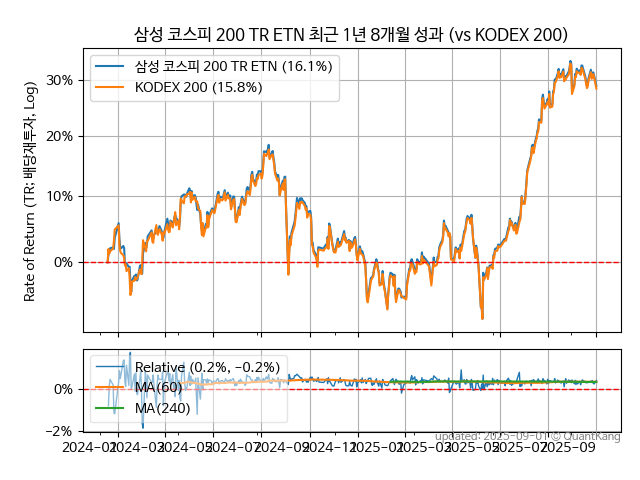 삼성 코스피 200 TR ETN 최근 1년 8개월 성과 (vs KODEX 200)
Rate of Return (TR: 배당재투자, Log)
30%
20%
10%
0%
삼성 코스피 200 TR ETN (16.1%)
KODEX 200 (15.8%)
0%
−2%
Relative (0.2%, -0.2%)
MA(60)
MA(240)
2024-01 2024-03 2024-05 2024-07 2024-09 2024-11 2025-01 2025-03 2025-05 2025-07 2025-09
updated: 2025-09-01 © QuantKang